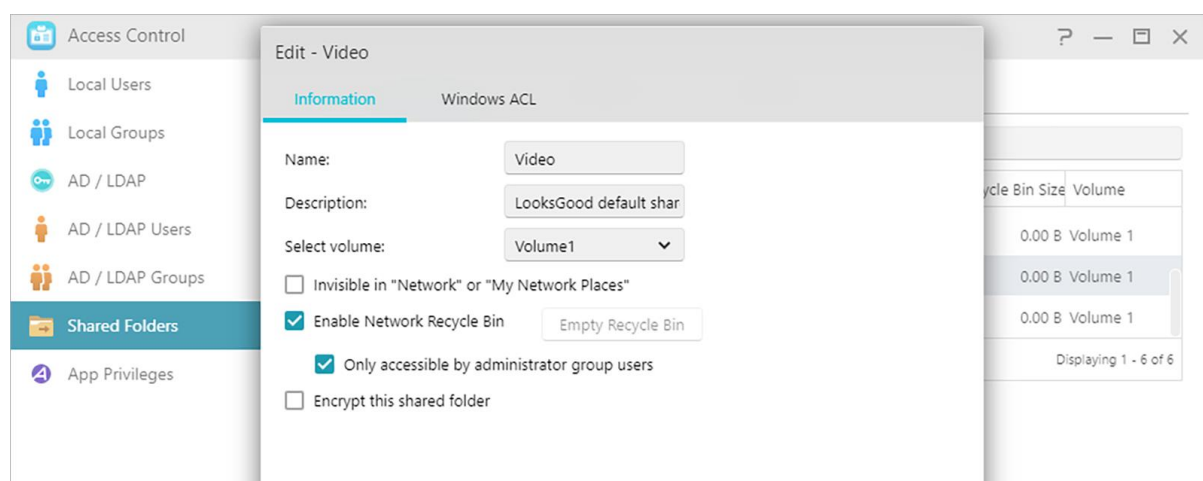 Access Control
Local Users
Local Groups
AD / LDAP
AD / LDAP Users
AD / LDAP Groups
Shared Folders
App Privileges
Edit - Video
Information Windows ACL
Name: Video
Description: LooksGood default shar
Select volume: Volume1
Invisible in "Network" or "My Network Places"
Enable Network Recycle Bin Empty Recycle Bin
Only accessible by administrator group users
Encrypt this shared folder
ycle Bin Size Volume
0.00 B Volume 1
0.00 B Volume 1
0.00 B Volume 1
Displaying 1 - 6 of 6